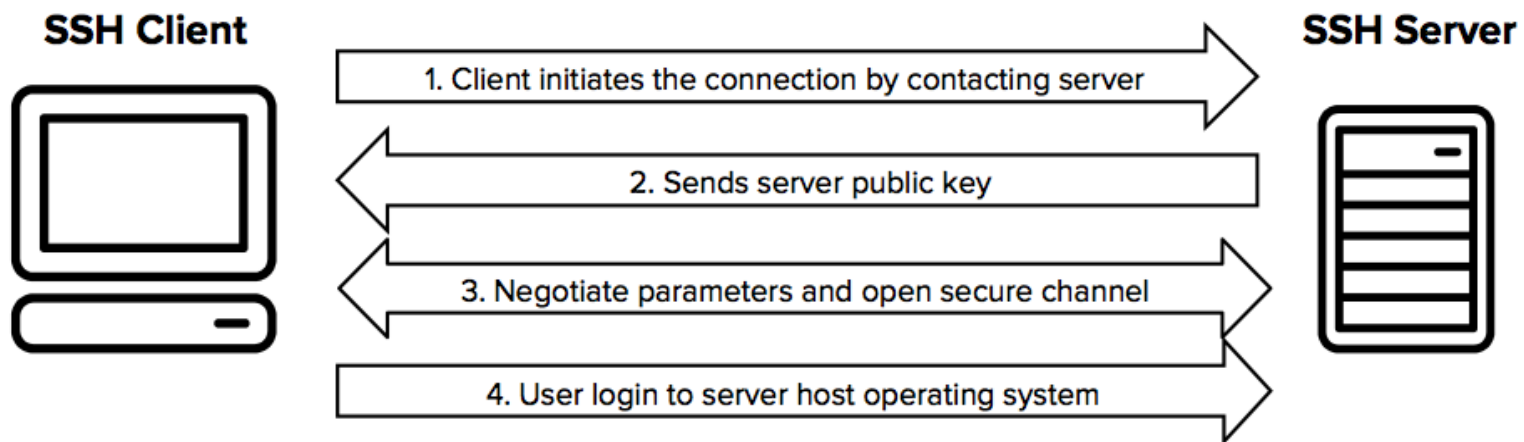 SSH Client
SSH Server
1. Client initiates the connection by contacting server
2. Sends server public key
3. Negotiate parameters and open secure channel
4. User login to server host operating system